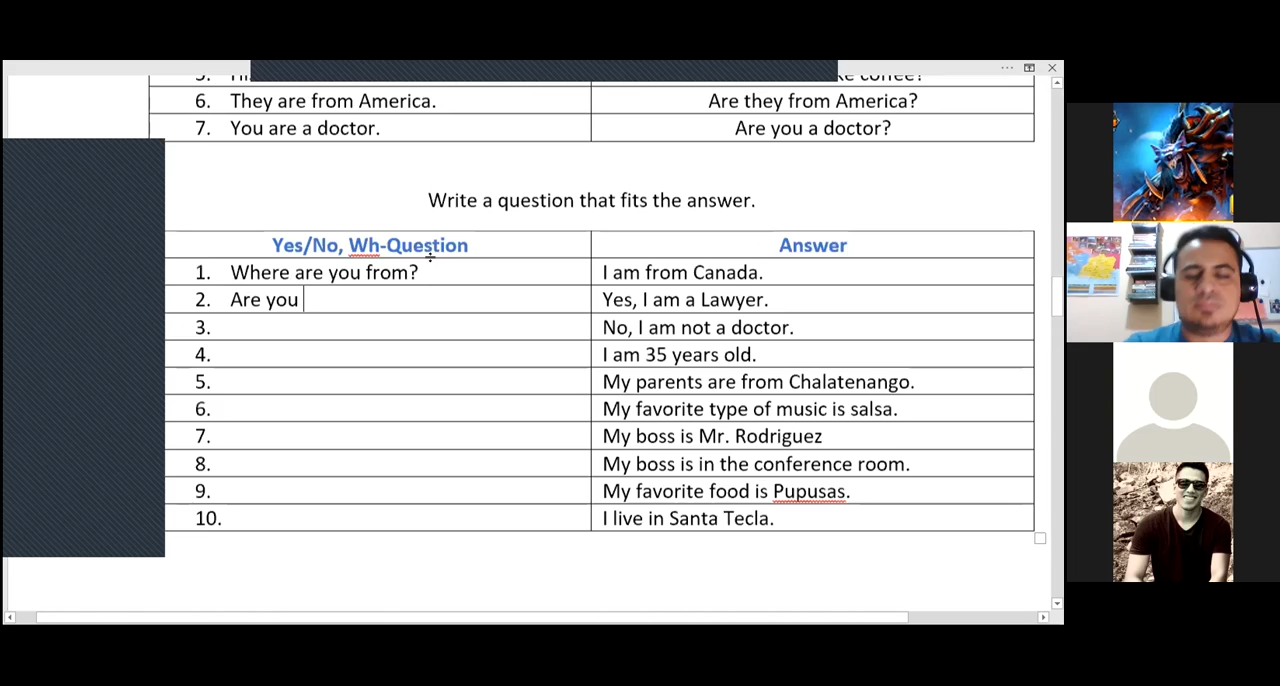 6. They are from America. Are they from America?
7. You are a doctor. Are you a doctor?
Write a question that fits the answer.
Yes/No, Wh-Question Answer
1. Where are you from? I am from Canada.
2. Are you Yes, I am a Lawyer.
3. No, I am not a doctor.
4. I am 35 years old.
5. My parents are from Chalatenango.
6. My favorite type of music is salsa.
7. My boss is Mr. Rodriguez
8. My boss is in the conference room.
9. My favorite food is Pupusas.
10. I live in Santa Tecla.